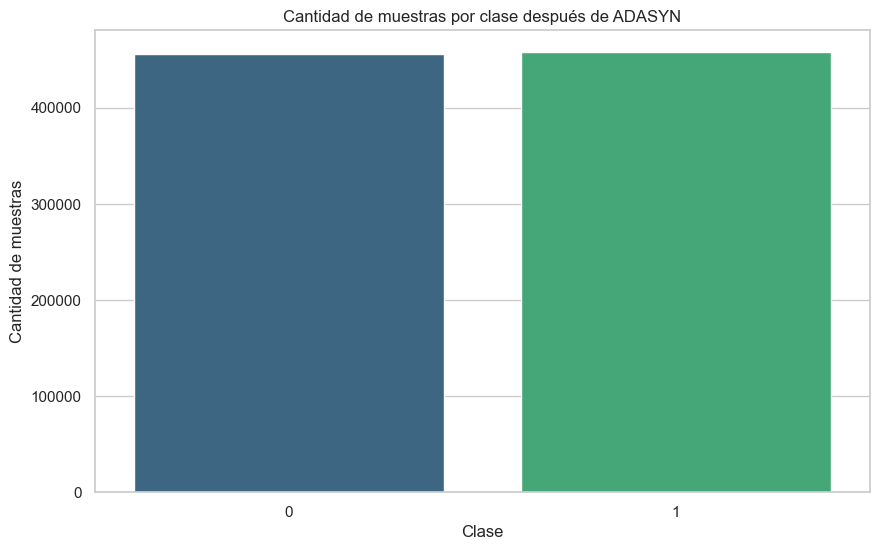 Cantidad de muestras por clase después de ADASYN
Cantidad de muestras
400000
300000
200000
100000
0
0 1
Clase